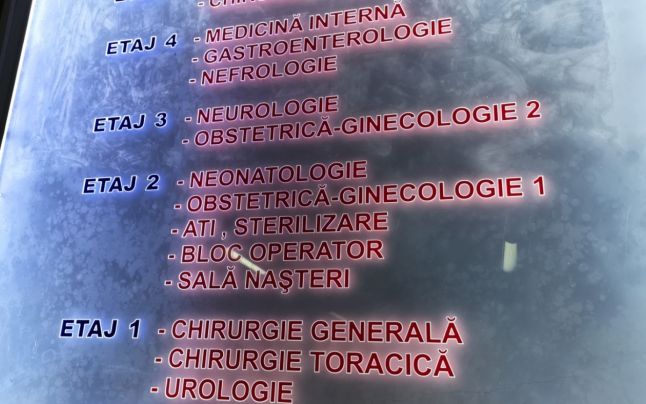 ETAJ 4 - MEDICINĂ INTERNĂ
- GASTROENTEROLOGIE
- NEFROLOGIE
ETAJ 3 - NEUROLOGIE
- OBSTETRICĂ-GINECOLOGIE 2
ETAJ 2 - NEONATOLOGIE
- OBSTETRICĂ-GINECOLOGIE 1
- ATI , STERILIZARE
- BLOC OPERATOR
- SALĂ NAŞTERI
ETAJ 1 - CHIRURGIE GENERALĂ
- CHIRURGIE TORACICĂ
- UROLOGIE